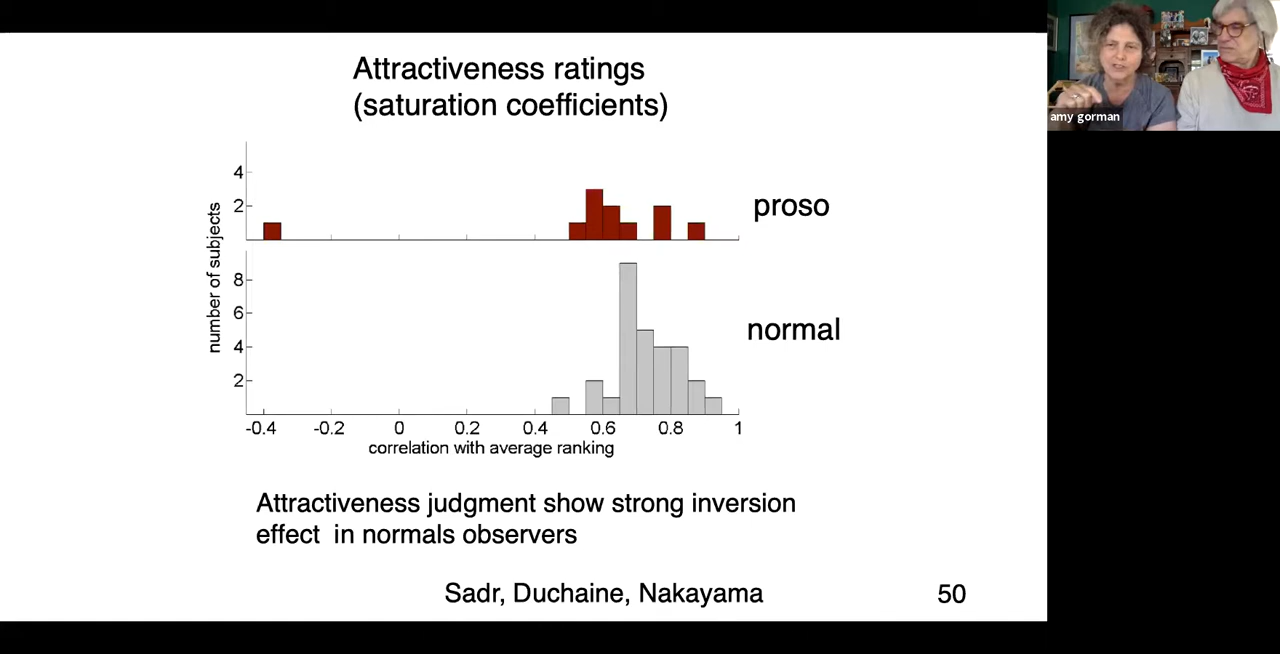 Attractiveness ratings
(saturation coefficients)
amy gorman
4
2
proso
number of subjects
8
6
4
2
normal
-0.4 -0.2 0 0.2 0.4 0.6 0.8 1
correlation with average ranking
Attractiveness judgment show strong inversion
effect in normals observers
Sadr, Duchaine, Nakayama
50